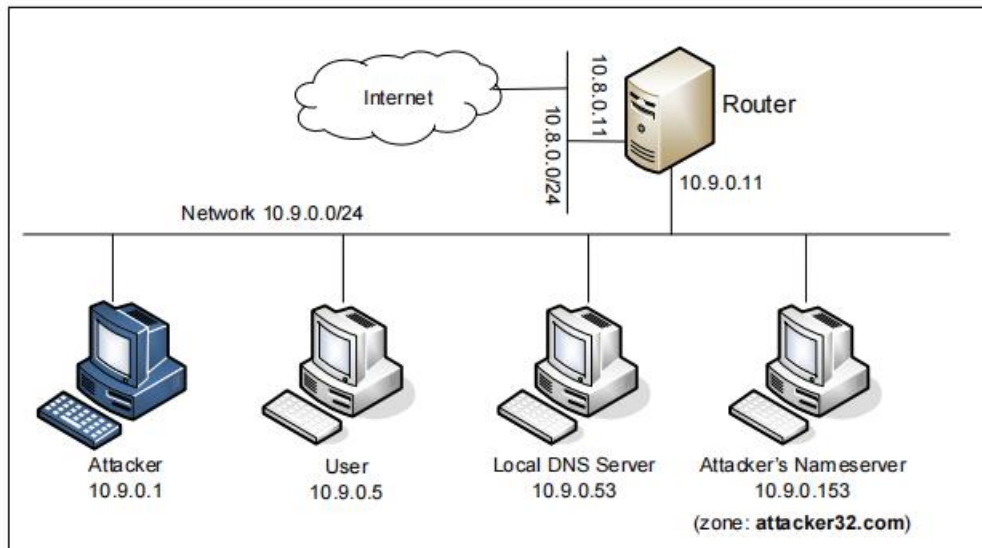 Internet
10.8.0.11
10.8.0.0/24
Router
10.9.0.11
Network 10.9.0.0/24
Attacker
10.9.0.1
User
10.9.0.5
Local DNS Server
10.9.0.53
Attacker's Nameserver
10.9.0.153
(zone: attacker32.com)